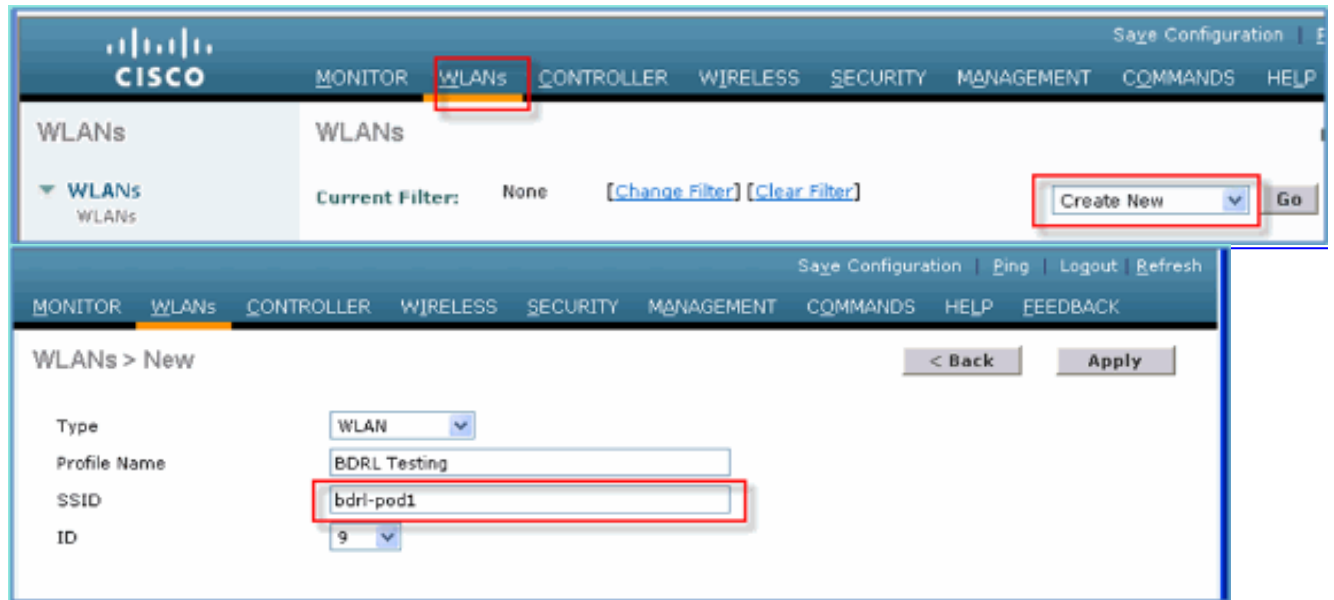 Save Configuration |
CISCO
MONITOR WLANs CONTROLLER WIRELESS SECURITY MANAGEMENT COMMANDS HELP
WLANs
WLANs
WLANs
WLANs
Current Filter: None [Change Filter] [Clear Filter]
Create New
Go
Save Configuration | Ping | Logout | Refresh
MONITOR WLANs CONTROLLER WIRELESS SECURITY MANAGEMENT COMMANDS HELP FEEDBACK
WLANs > New
< Back
Apply
Type WLAN
Profile Name BDRL Testing
SSID bdrl-pod1
ID 9